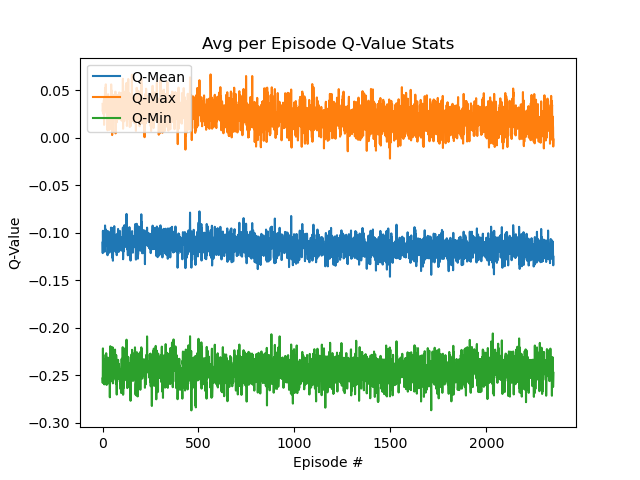 Avg per Episode Q-Value Stats
Q-Mean
Q-Max
Q-Min
0.05
0.00
−0.05
−0.10
−0.15
−0.20
−0.25
−0.30
Q-Value
0 500 1000 1500 2000
Episode #